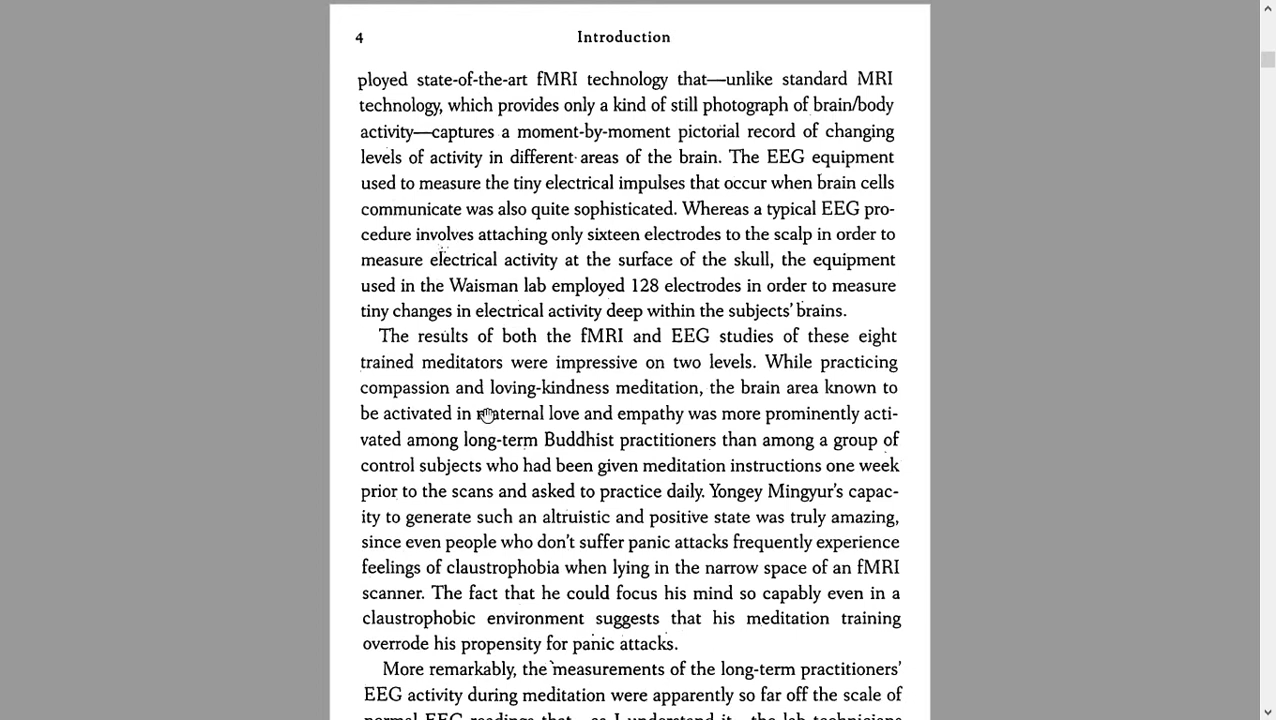 4
Introduction
ployed state-of-the-art fMRI technology that—unlike standard MRI
technology, which provides only a kind of still photograph of brain/body
activity—captures a moment-by-moment pictorial record of changing
levels of activity in different areas of the brain. The EEG equipment
used to measure the tiny electrical impulses that occur when brain cells
communicate was also quite sophisticated. Whereas a typical EEG pro-
cedure involves attaching only sixteen electrodes to the scalp in order to
measure electrical activity at the surface of the skull, the equipment
used in the Waisman lab employed 128 electrodes in order to measure
tiny changes in electrical activity deep within the subjects' brains.
The results of both the fMRI and EEG studies of these eight
trained meditators were impressive on two levels. While practicing
compassion and loving-kindness meditation, the brain area known to
be activated in maternal love and empathy was more prominently acti-
vated among long-term Buddhist practitioners than among a group of
control subjects who had been given meditation instructions one week
prior to the scans and asked to practice daily. Yongey Mingyur's capac-
ity to generate such an altruistic and positive state was truly amazing,
since even people who don't suffer panic attacks frequently experience
feelings of claustrophobia when lying in the narrow space of an fMRI
scanner. The fact that he could focus his mind so capably even in a
claustrophobic environment suggests that his meditation training
overrode his propensity for panic attacks.
More remarkably, the measurements of the long-term practitioners'
EEG activity during meditation were apparently so far off the scale of
normal EEG readings that—as I understand it—the lab technicians